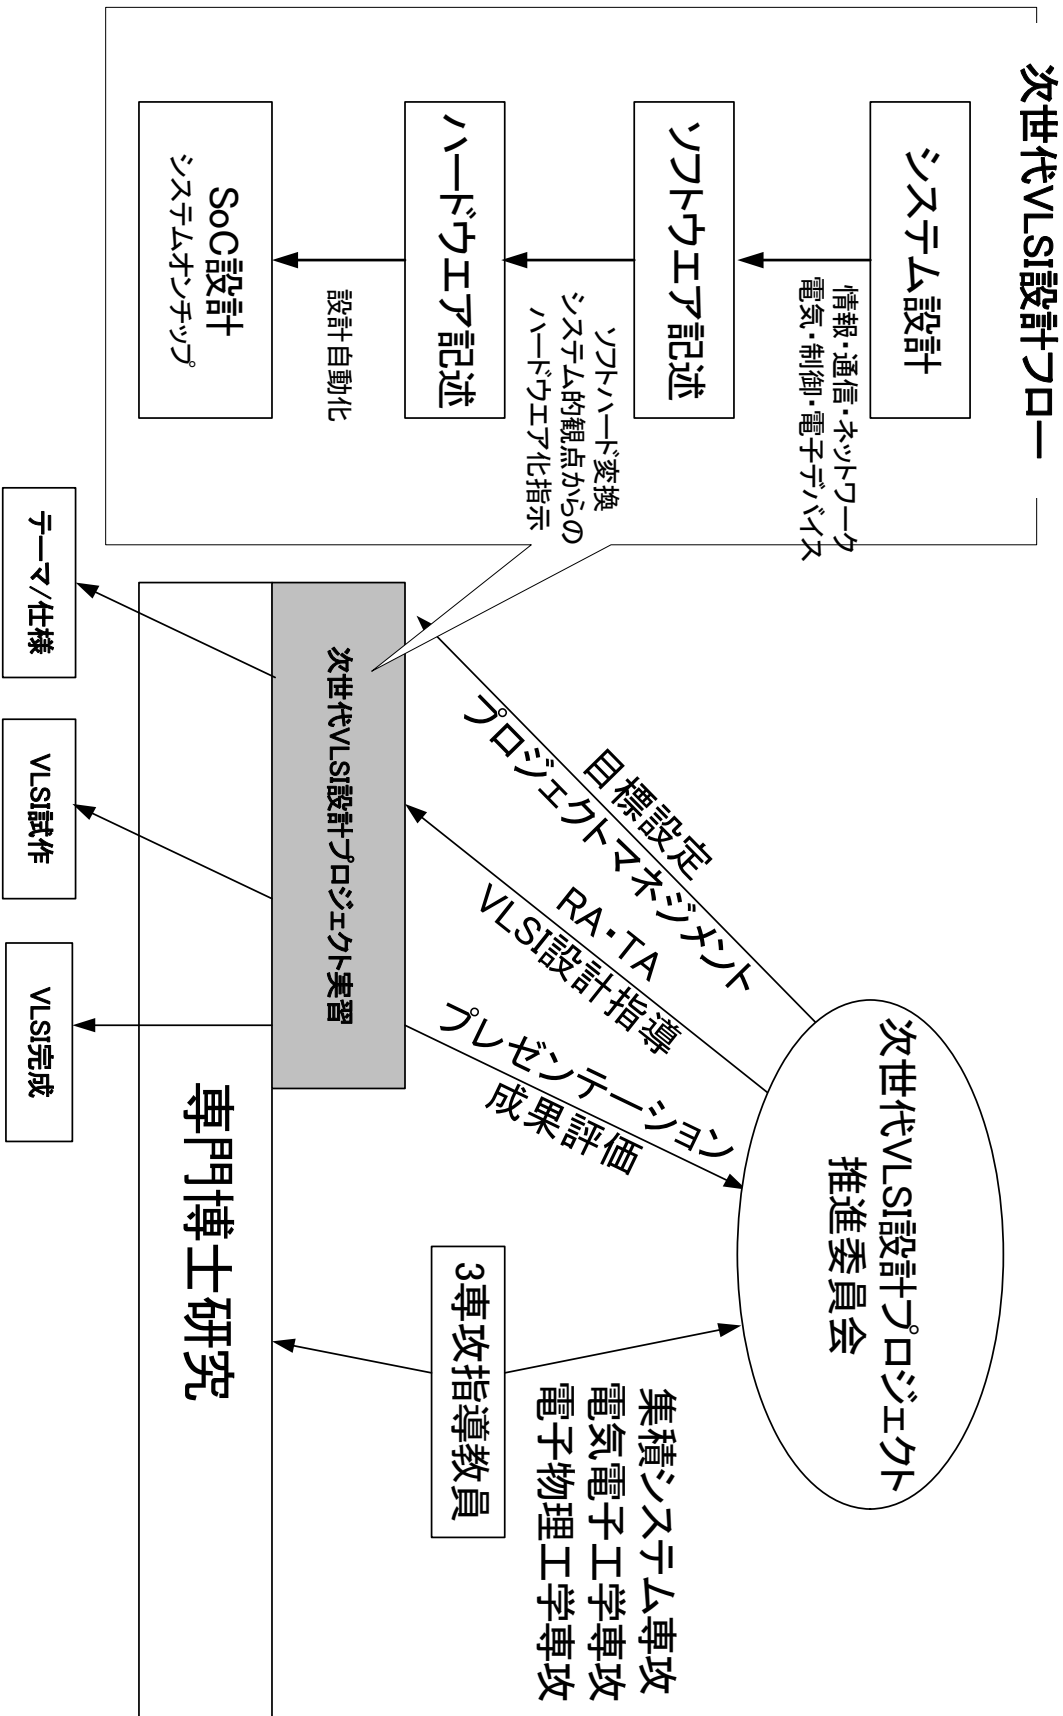 次世代VLSI設計フロー
システム設計
情報・通信・ネットワーク
電気・制御・電子デバイス
ソフトウエア記述
ソフトハード変換
システム的観点からの
ハードウエア化指示
ハードウエア記述
設計自動化
SoC設計
システムオンチップ
次世代VLSI設計プロジェクト
推進委員会
目標設定
プロジェクトマネジメント
RA・TA
VLSI設計指導
プレゼンテーション
成果評価
集積システム専攻
電気電子工学専攻
電子物理工学専攻
3専攻指導教員
次世代VLSI設計プロジェクト実習
専門博士研究
テーマ/仕様
VLSI試作
VLSI完成